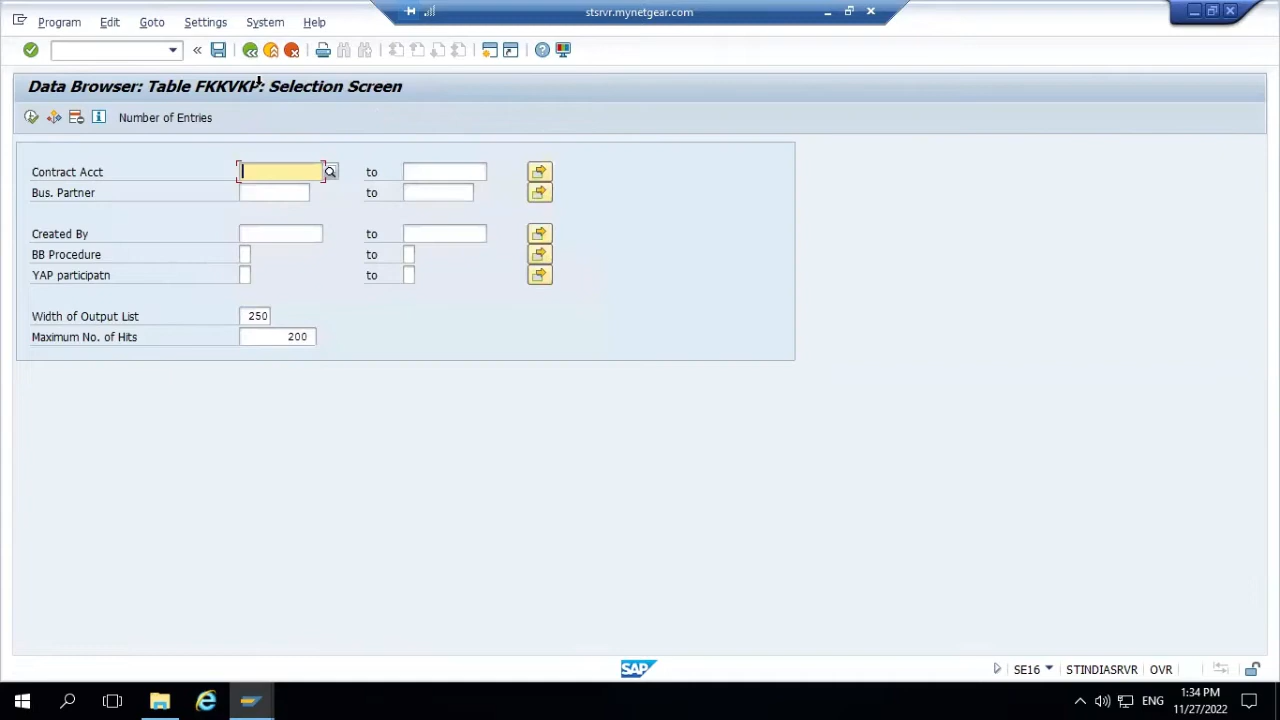 stsrvr.mynetgear.com
Program Edit Goto Settings System Help
Data Browser: Table FKKVKP: Selection Screen
Number of Entries
Contract Acct to
Bus. Partner to
Created By to
BB Procedure to
YAP participatn to
Width of Output List 250
Maximum No. of Hits 200
SAP SE16 STINDIASRVR OVR
ENG 1:34 PM
11/27/2022